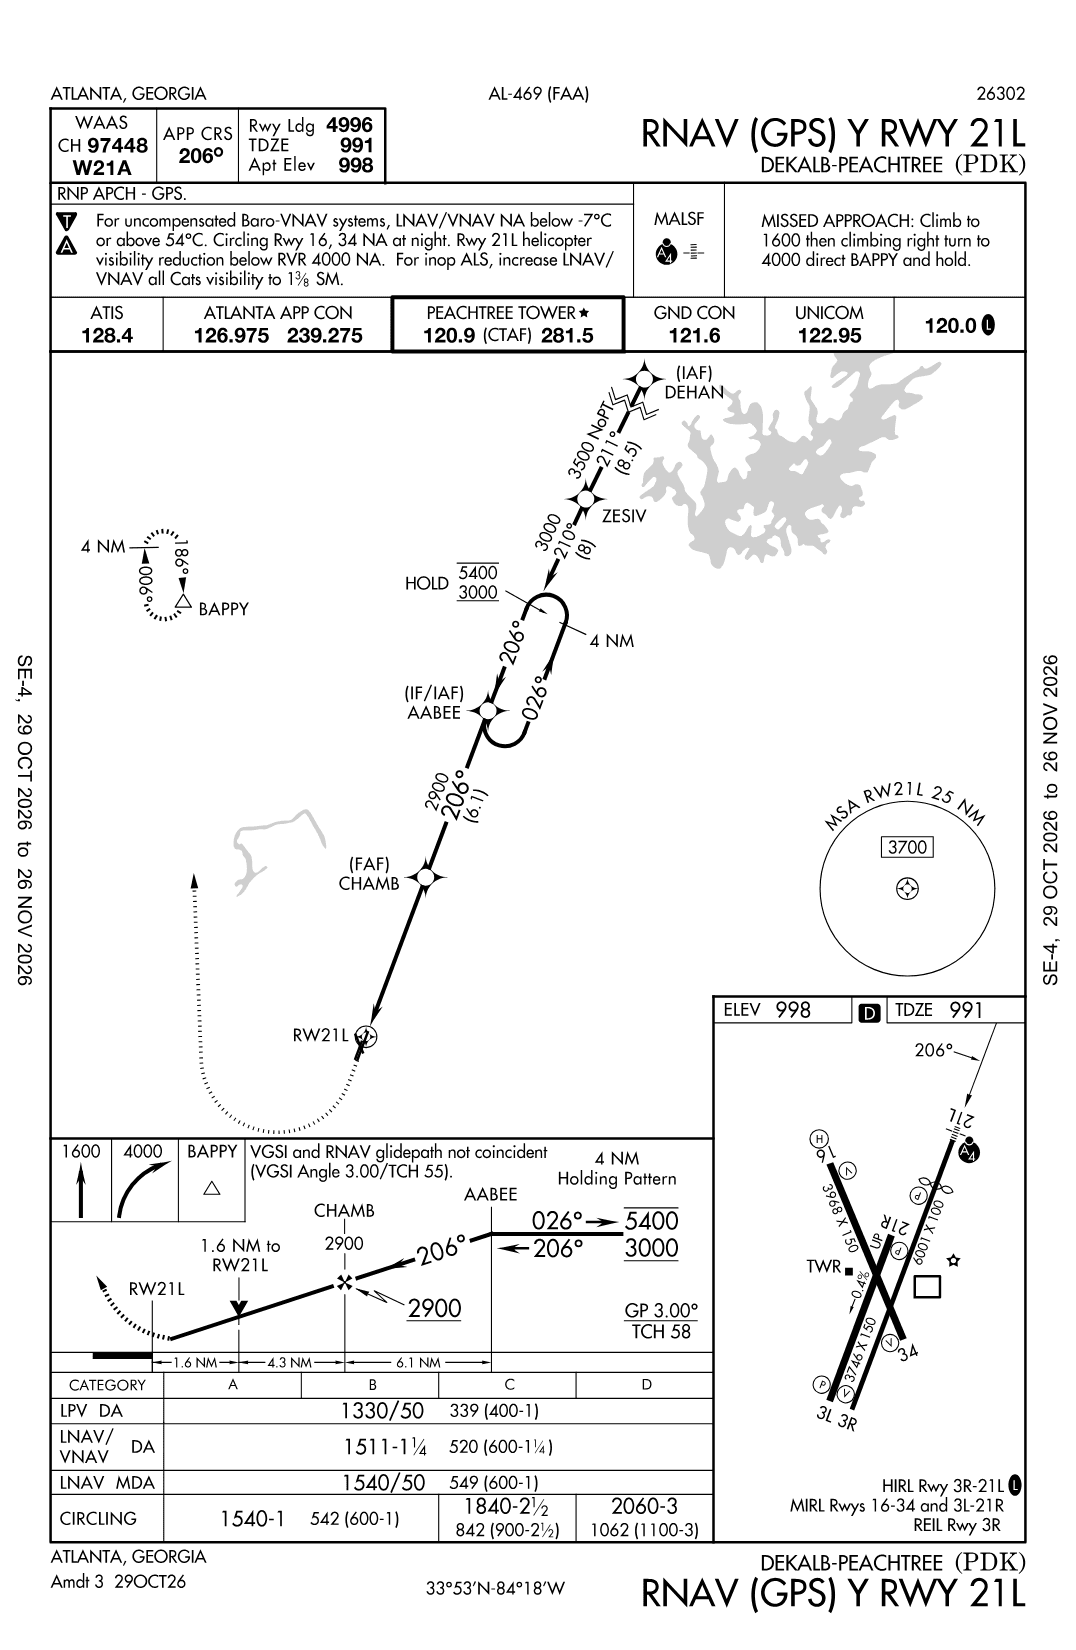 ATLANTA, GEORGIA
AL-469 (FAA)
26302
WAAS
CH 97448
W21A
APP CRS
206°
Rwy Ldg 4996
TDZE 991
Apt Elev 998
RNAV (GPS) Y RWY 21L
DEKALB-PEACHTREE (PDK)
RNP APCH - GPS.
T
A
For uncompensated Baro-VNAV systems, LNAV/VNAV NA below -7°C
or above 54°C. Circling Rwy 16, 34 NA at night. Rwy 21L helicopter
visibility reduction below RVR 4000 NA. For inop ALS, increase LNAV/
VNAV all Cats visibility to 1⅜ SM.
MALSF
A4
MISSED APPROACH: Climb to
1600 then climbing right turn to
4000 direct BAPPY and hold.
ATIS
128.4
ATLANTA APP CON
126.975 239.275
PEACHTREE TOWER★
120.9 (CTAF) 281.5
GND CON
121.6
UNICOM
122.95
120.0 L
(IAF)
DEHAN
3500 NoPT
211°
(8.5)
ZESIV
3000
210°
(8)
4 NM
186°
006°
BAPPY
HOLD
5400
3000
4 NM
206°
026°
(IF/IAF)
AABEE
2900
206°
(6.1)
(FAF)
CHAMB
RW21L
MSA RW21L 25 NM
3700
SE-4, 29 OCT 2026 to 26 NOV 2026
SE-4, 29 OCT 2026 to 26 NOV 2026
ELEV 998
D
TDZE 991
206°
21L
A4
H
16
V
3968 X 150
P
21R
UP
P
6001 X 100
TWR
0.4%
3746 X 150
V
34
P
V
3L 3R
HIRL Rwy 3R-21L L
MIRL Rwys 16-34 and 3L-21R
REIL Rwy 3R
1600
4000
BAPPY
VGSI and RNAV glidepath not coincident
(VGSI Angle 3.00/TCH 55).
4 NM
Holding Pattern
AABEE
CHAMB
2900
1.6 NM to
RW21L
RW21L
026°
5400
206°
3000
206°
2900
GP 3.00°
TCH 58
1.6 NM
4.3 NM
6.1 NM
CATEGORY A B C D
LPV DA 1330/50 339 (400-1)
LNAV/
VNAV DA 1511-1¼ 520 (600-1¼)
LNAV MDA 1540/50 549 (600-1)
CIRCLING
1540-1 542 (600-1)
1840-2½
842 (900-2½)
2060-3
1062 (1100-3)
ATLANTA, GEORGIA
Amdt 3 29OCT26
33°53'N-84°18'W
DEKALB-PEACHTREE (PDK)
RNAV (GPS) Y RWY 21L